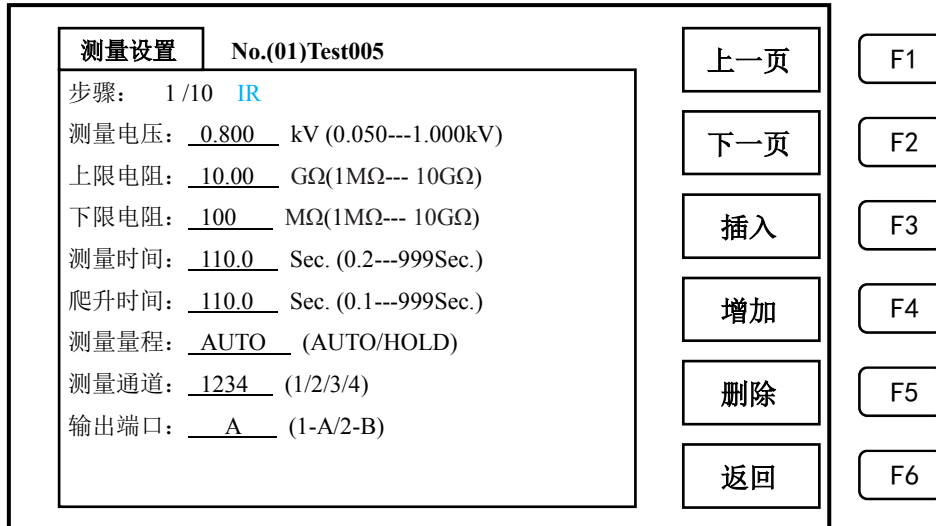 测量设置 No.(01)Test005
步骤： 1 /10 IR
测量电压： 0.800 kV (0.050---1.000kV)
上限电阻： 10.00 GΩ(1MΩ--- 10GΩ)
下限电阻： 100 MΩ(1MΩ--- 10GΩ)
测量时间： 110.0 Sec. (0.2---999Sec.)
爬升时间： 110.0 Sec. (0.1---999Sec.)
测量量程： AUTO (AUTO/HOLD)
测量通道： 1234 (1/2/3/4)
输出端口： A (1-A/2-B)
上一页 F1
下一页 F2
插入 F3
增加 F4
删除 F5
返回 F6